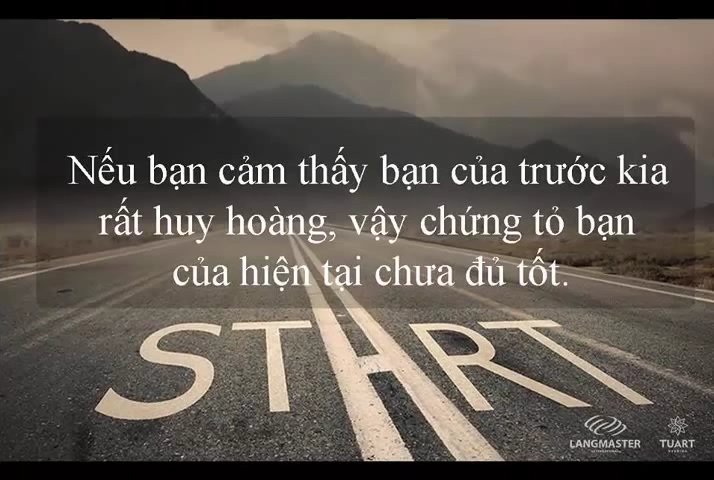 Nếu bạn cảm thấy bạn của trước kia
rất huy hoàng, vậy chứng tỏ bạn
của hiện tại chưa đủ tốt.
START
LANGMASTER
TUART